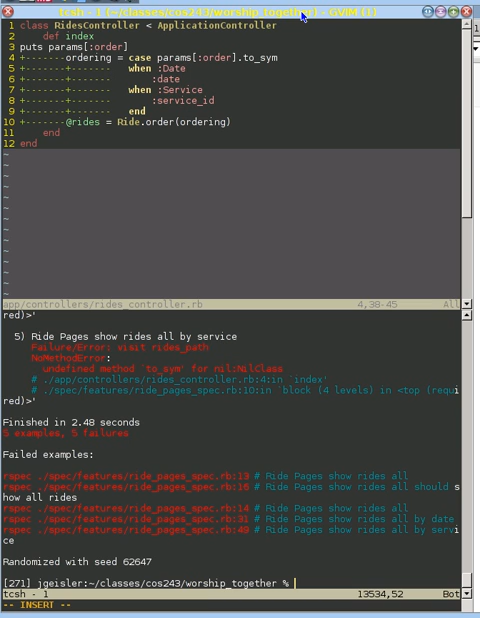 tcsh - 1 (~/classes/cos243/worship_together) - GVIM (1)
1 class RidesController < ApplicationController
2     def index
3 puts params[:order]
4 +-------ordering = case params[:order].to_sym
5 +-------+-------   when :Date
6 +-------+-------       :date
7 +-------+-------   when :Service
8 +-------+-------       :service_id
9 +-------+-------   end
10 +-------@rides = Ride.order(ordering)
11     end
12 end
~
~
~
~
~
~
~
~
~
~
~
~
~
~
app/controllers/rides_controller.rb 4,38-45 All
red)>'
5) Ride Pages show rides all by service
Failure/Error: visit rides_path
NoMethodError:
undefined method `to_sym' for nil:NilClass
# ./app/controllers/rides_controller.rb:4:in `index'
# ./spec/features/ride_pages_spec.rb:10:in `block (4 levels) in <top (requi
red)>'
Finished in 2.48 seconds
5 examples, 5 failures
Failed examples:
rspec ./spec/features/ride_pages_spec.rb:13 # Ride Pages show rides all
rspec ./spec/features/ride_pages_spec.rb:16 # Ride Pages show rides all should s
how all rides
rspec ./spec/features/ride_pages_spec.rb:14 # Ride Pages show rides all
rspec ./spec/features/ride_pages_spec.rb:31 # Ride Pages show rides all by date
rspec ./spec/features/ride_pages_spec.rb:49 # Ride Pages show rides all by servi
ce
Randomized with seed 62647
[271] jgeisler:~/classes/cos243/worship_together %
tcsh - 1 13534,52 Bot
-- INSERT --